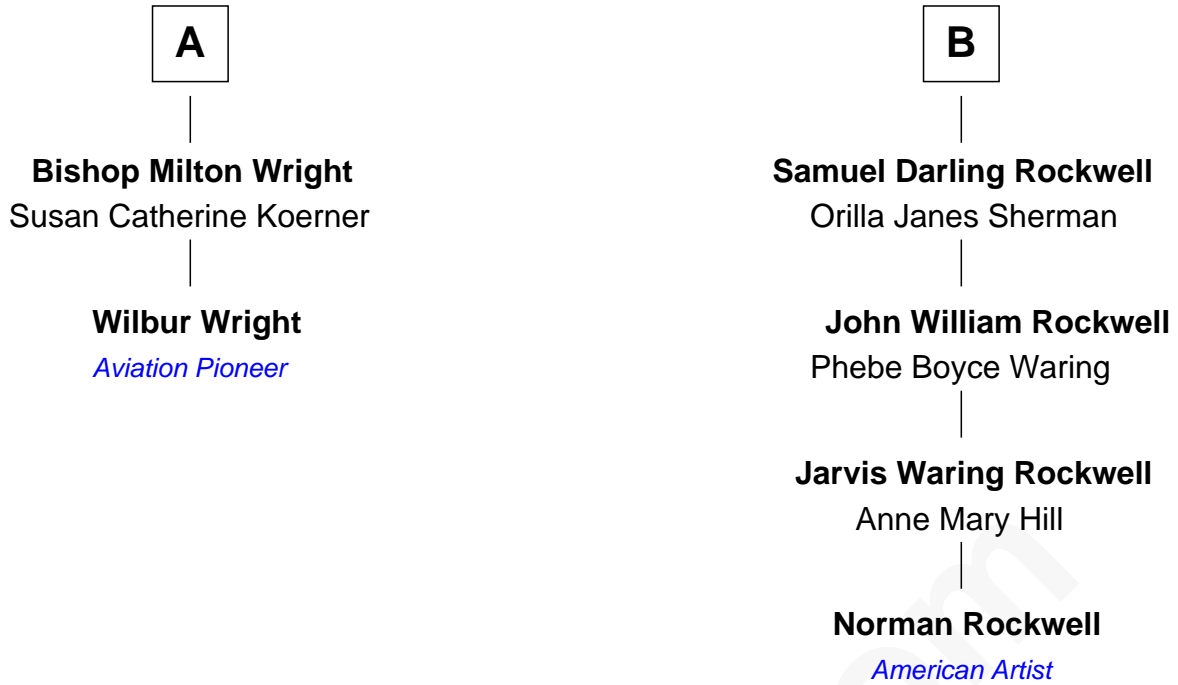 A
Bishop Milton Wright
Susan Catherine Koerner
Wilbur Wright
Aviation Pioneer
B
Samuel Darling Rockwell
Orilla Janes Sherman
John William Rockwell
Phebe Boyce Waring
Jarvis Waring Rockwell
Anne Mary Hill
Norman Rockwell
American Artist